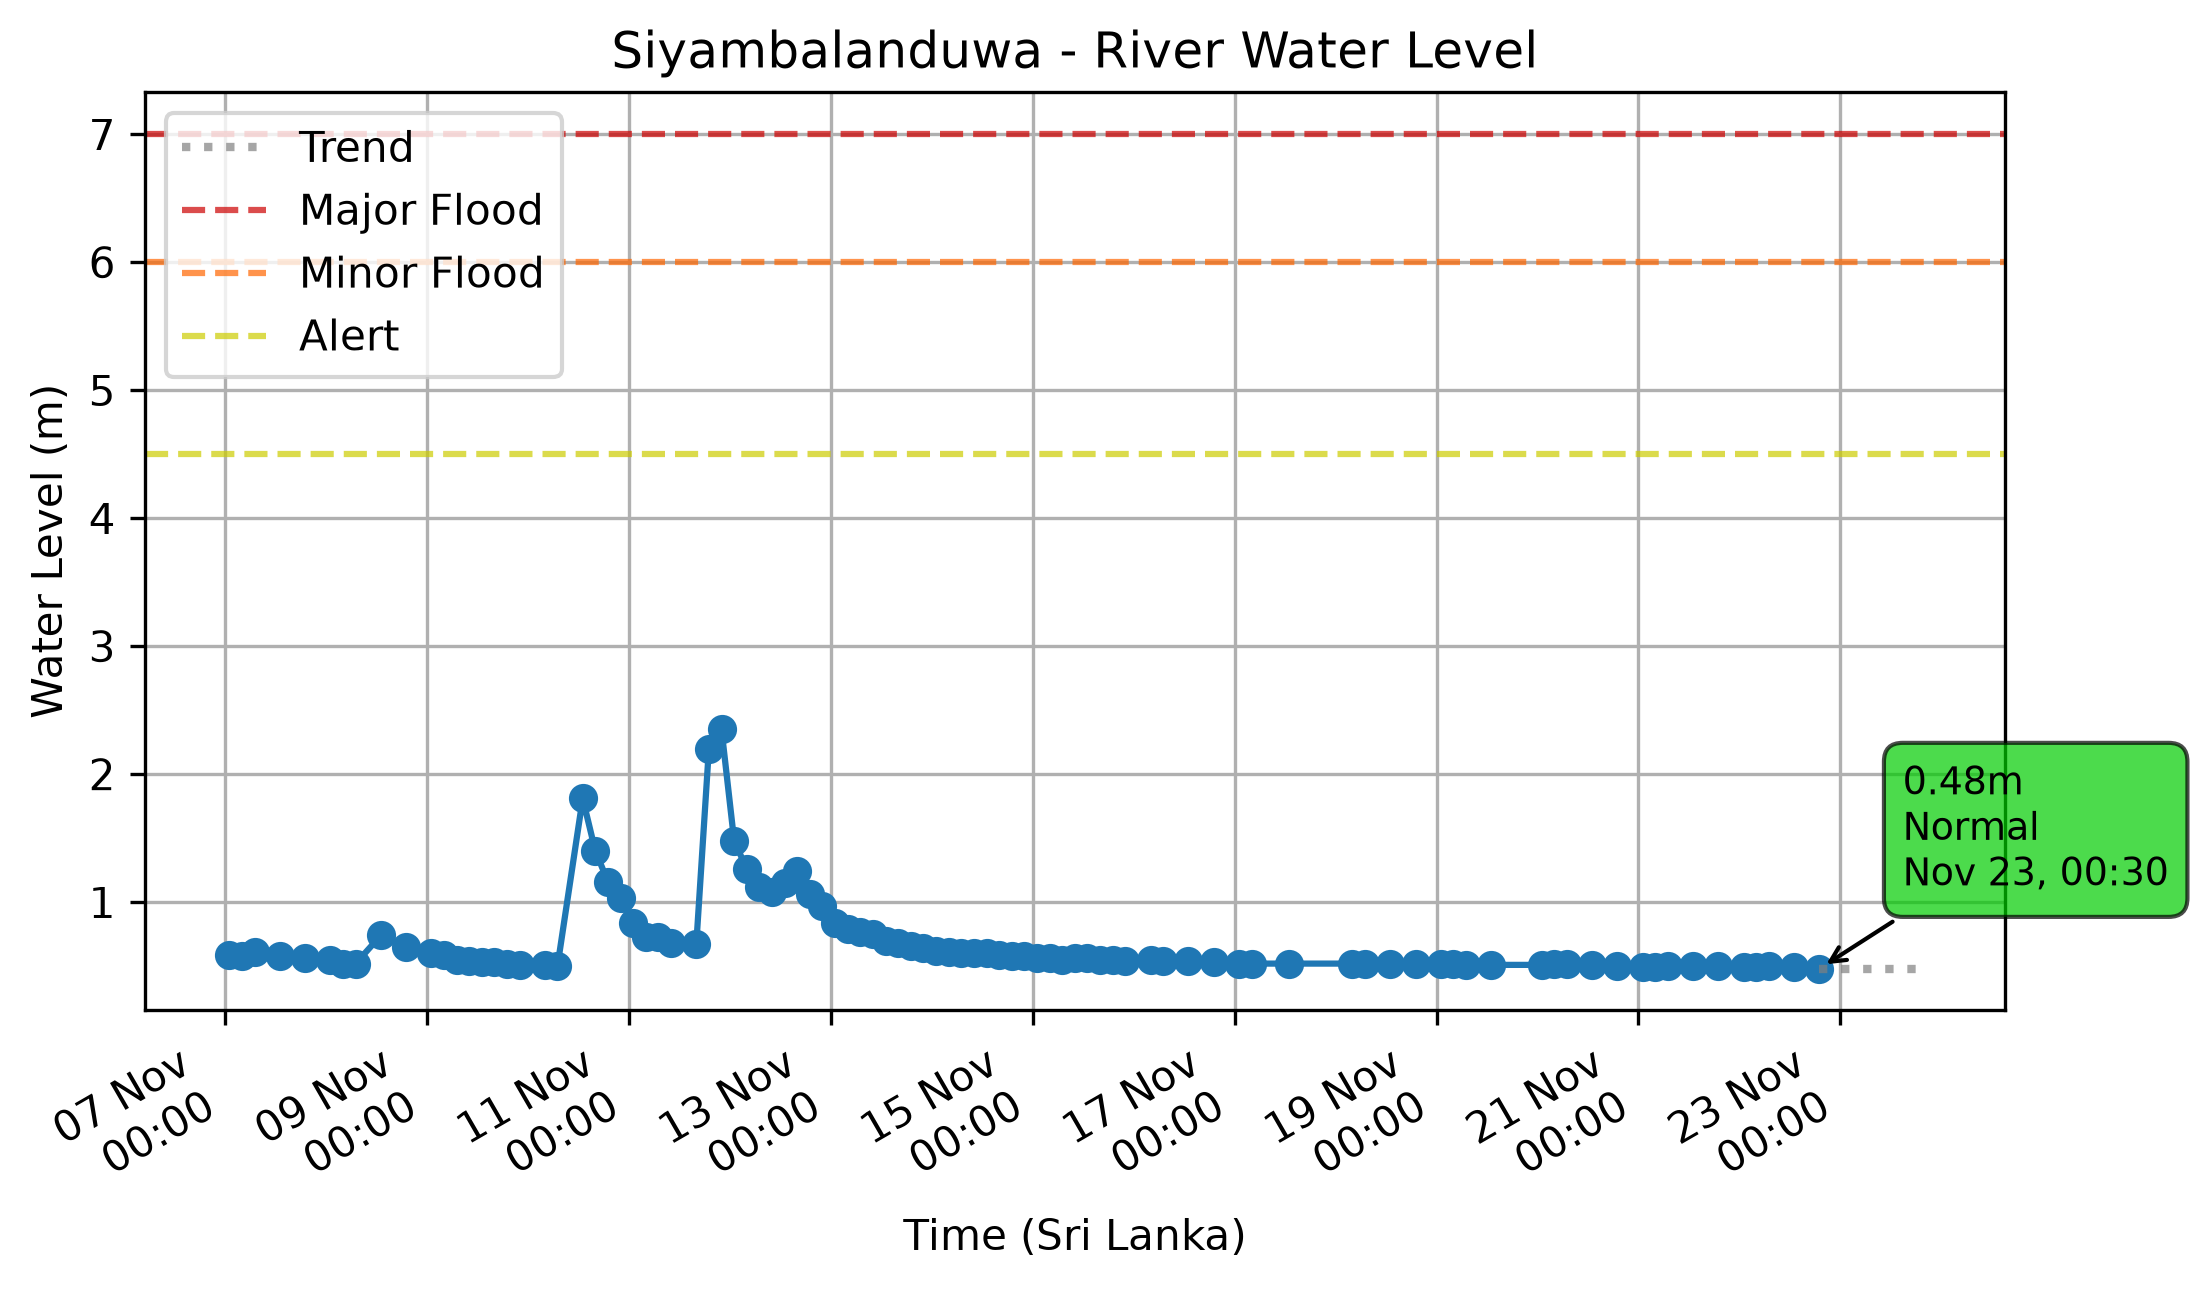 Siyambalanduwa - River Water Level
Trend
Major Flood
Minor Flood
Alert
Water Level (m)
7
6
5
4
3
2
1
0.48m
Normal
Nov 23, 00:30
07 Nov
00:00
09 Nov
00:00
11 Nov
00:00
13 Nov
00:00
15 Nov
00:00
17 Nov
00:00
19 Nov
00:00
21 Nov
00:00
23 Nov
00:00
Time (Sri Lanka)